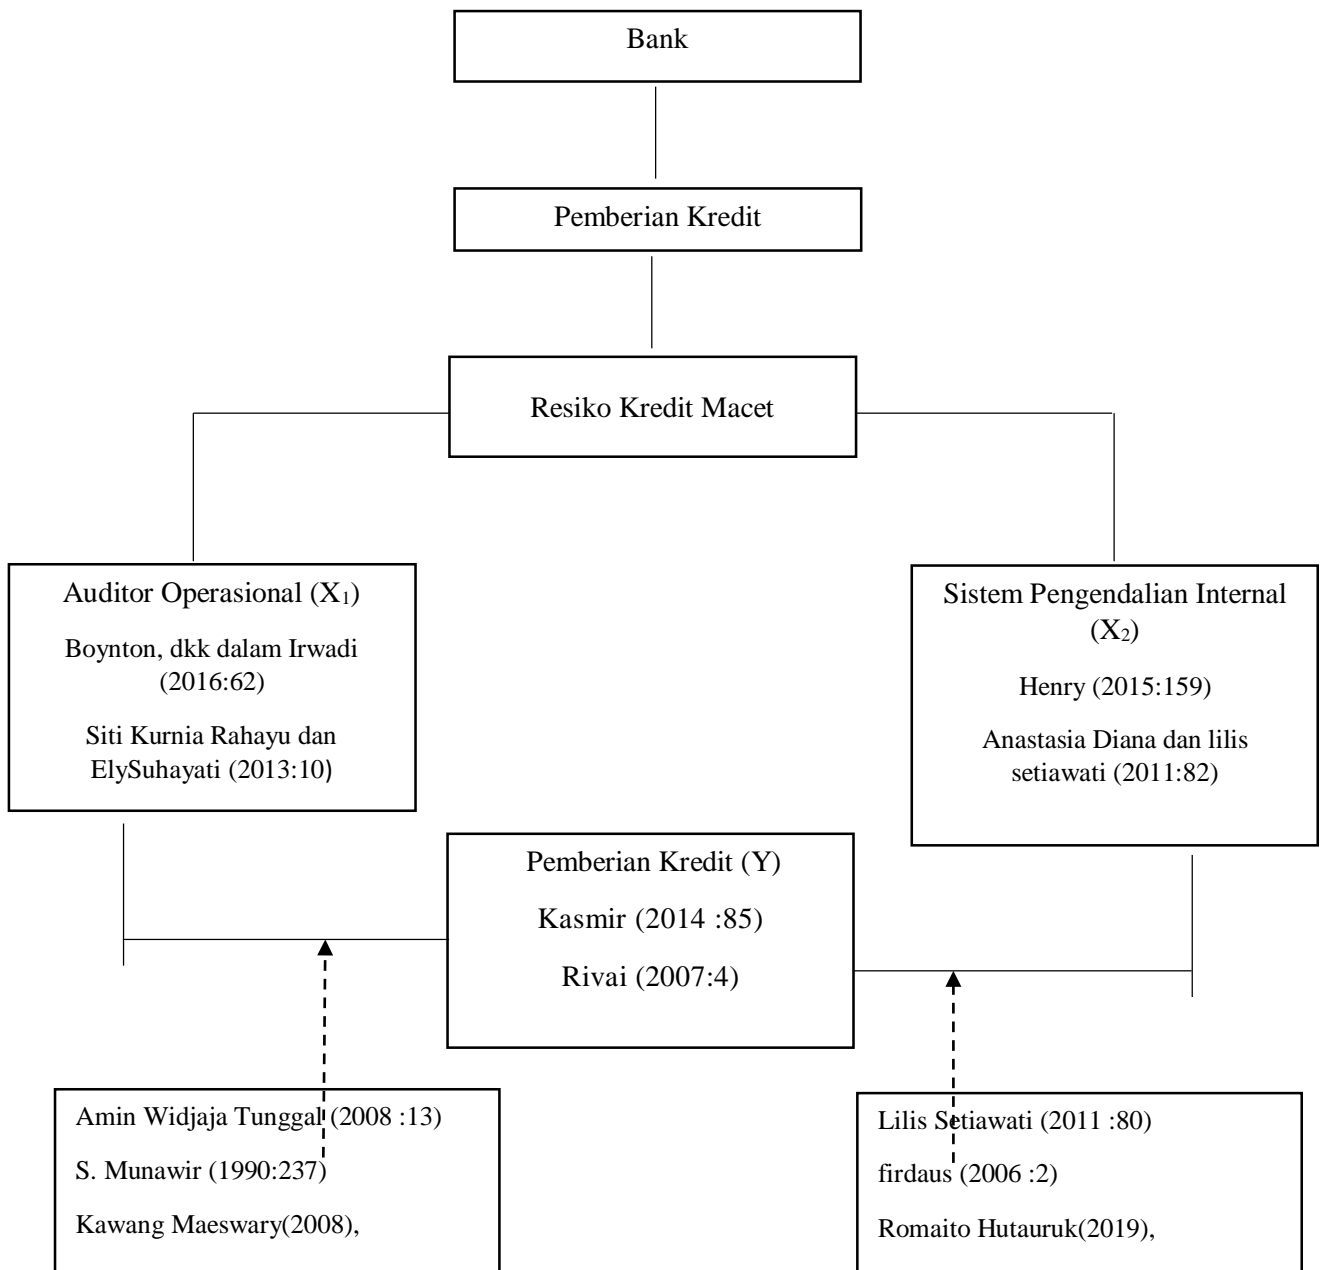 Bank
Pemberian Kredit
Resiko Kredit Macet
Auditor Operasional (X₁)
Boynton, dkk dalam Irwadi
(2016:62)
Siti Kurnia Rahayu dan
ElySuhayati (2013:10)
Sistem Pengendalian Internal
(X₂)
Henry (2015:159)
Anastasia Diana dan lilis
setiawati (2011:82)
Pemberian Kredit (Y)
Kasmir (2014 :85)
Rivai (2007:4)
Amin Widjaja Tunggal (2008 :13)
S. Munawir (1990:237)
Kawang Maeswary(2008),
Lilis Setiawati (2011 :80)
firdaus (2006 :2)
Romaito Hutauruk(2019),